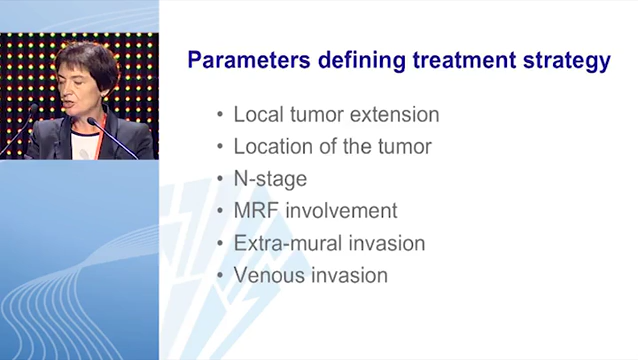 Parameters defining treatment strategy
• Local tumor extension
• Location of the tumor
• N-stage
• MRF involvement
• Extra-mural invasion
• Venous invasion